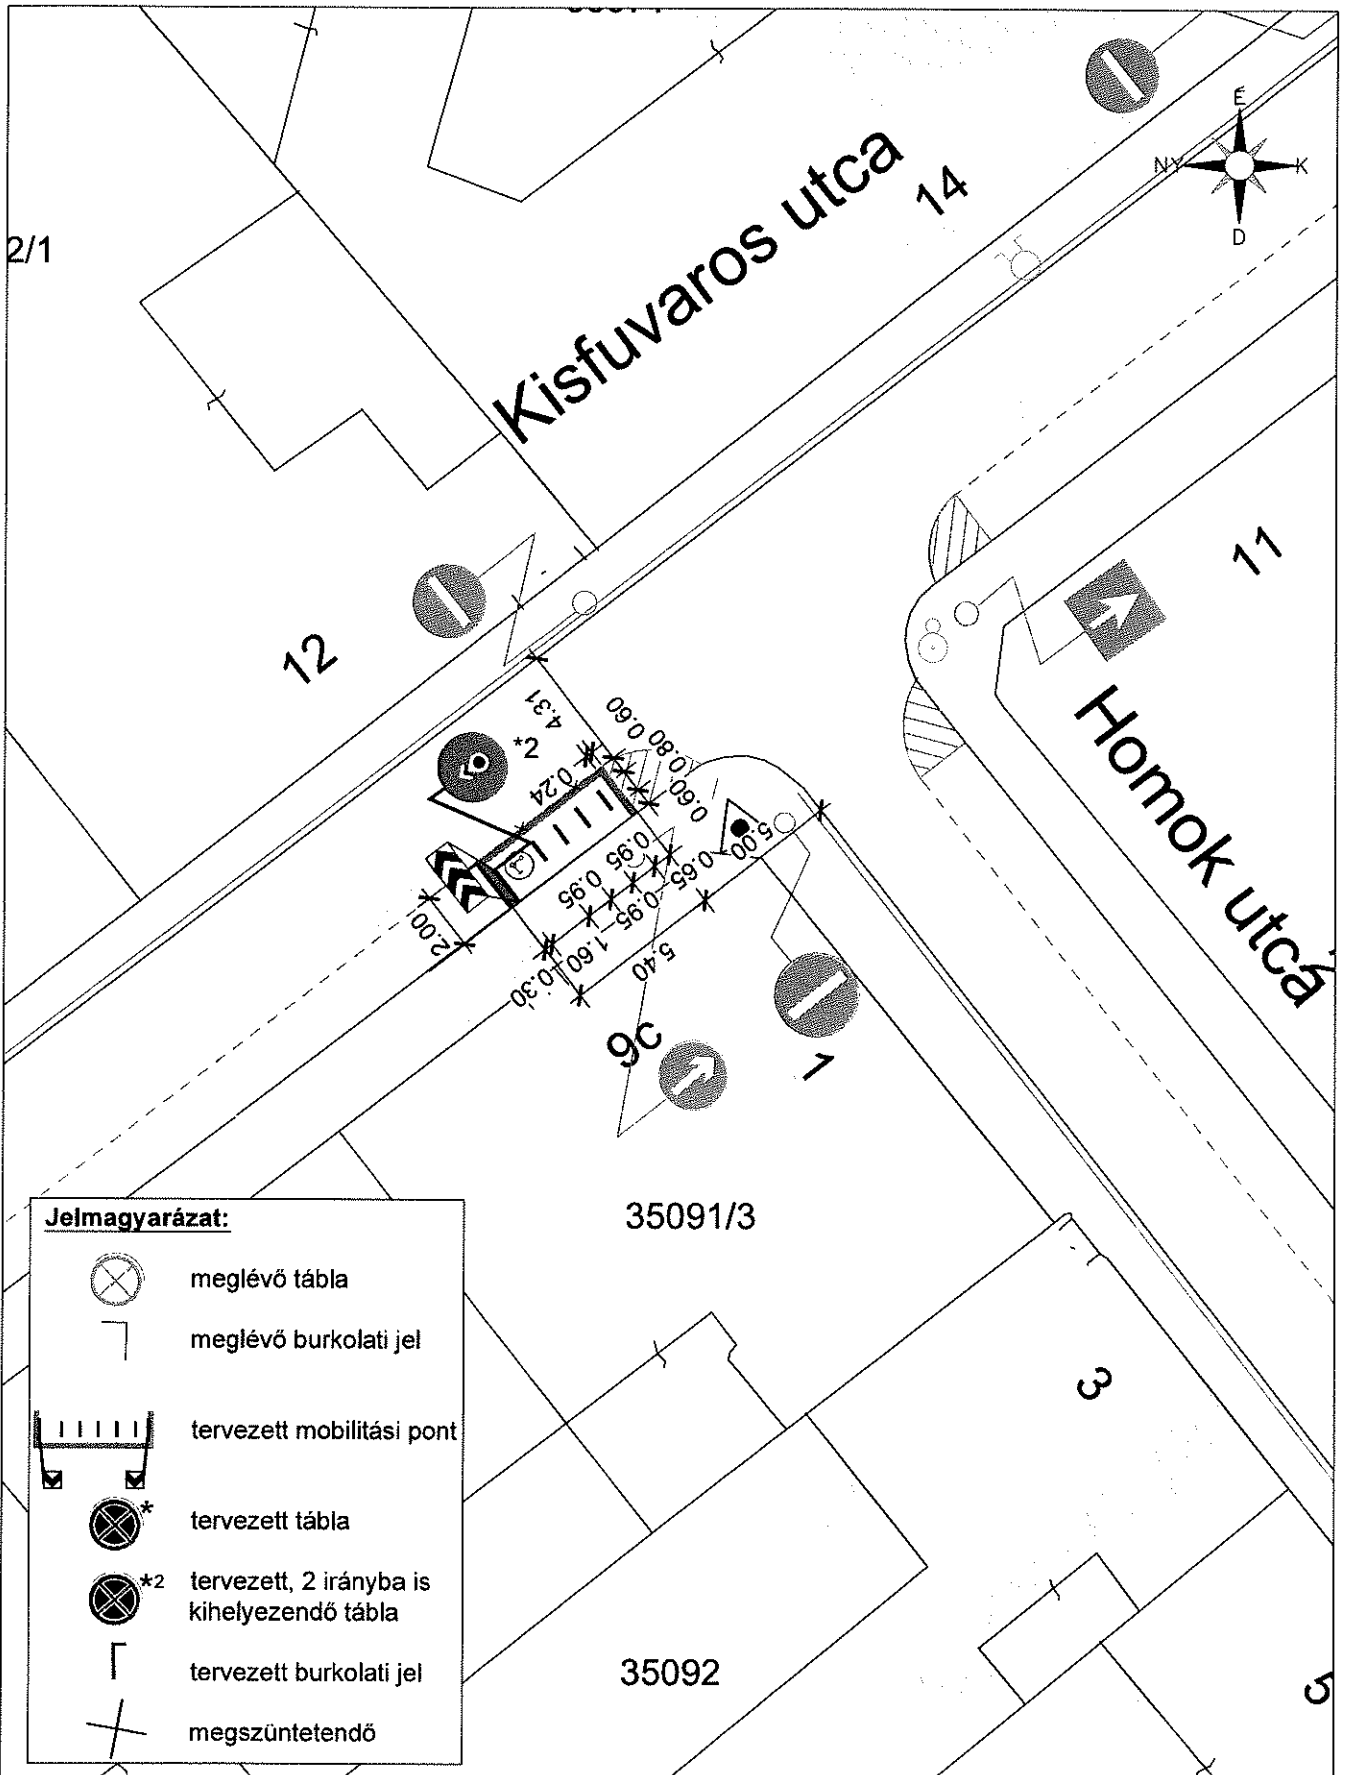 É
NY K
D
2/1
Kisfuvaros utca
14
11
12
Homok utca
*2
4.31
0.60
0.80
0.60
0.24
5.00
0.95
0.65
0.95
0.95
1.60
5.40
0.30
2.00
9c
1
35091/3
3
35092
5
Jelmagyarázat:
meglévő tábla
meglévő burkolati jel
tervezett mobilitási pont
* tervezett tábla
*2 tervezett, 2 irányba is
kihelyezendő tábla
tervezett burkolati jel
megszüntetendő